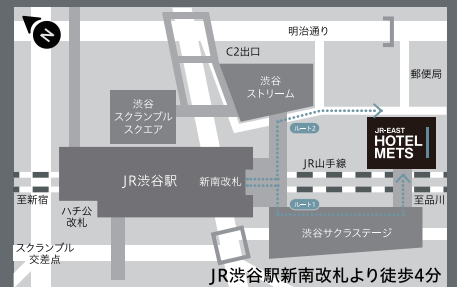 N
明治通り
C2出口
郵便局
渋谷
ストリーム
渋谷
スクランブル
スクエア
ルート2
JR-EAST
HOTEL
METS
JR山手線
JR渋谷駅
新南改札
至新宿
ハチ公
改札
ルート1
至品川
スクランブル
交差点
渋谷サクラステージ
JR渋谷駅新南改札より徒歩4分